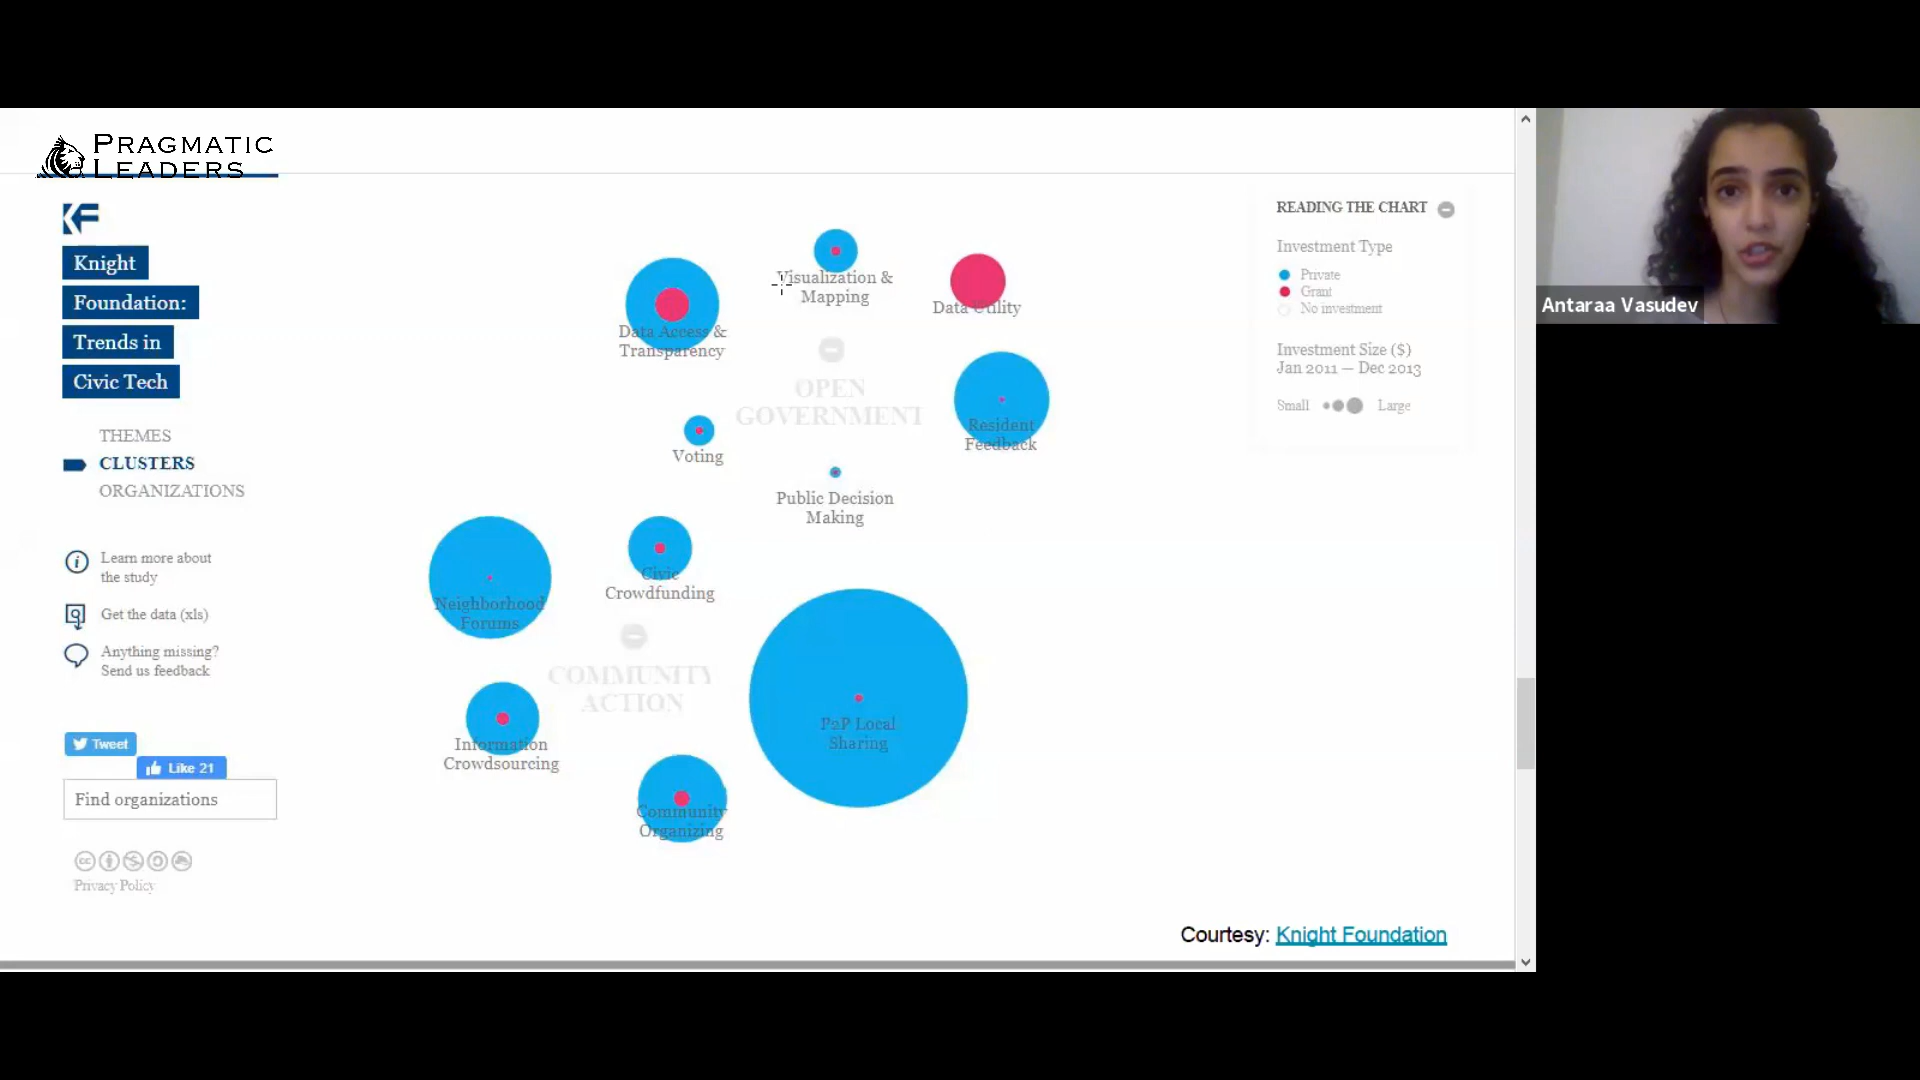 PRAGMATIC
LEADERS
KF
Knight
Foundation:
Trends in
Civic Tech
THEMES
CLUSTERS
ORGANIZATIONS
Learn more about
the study
Get the data (xls)
Anything missing?
Send us feedback
Tweet
Like 21
Find organizations
cc
Privacy Policy
Visualization &
Mapping
Data Utility
Data Access &
Transparency
OPEN
GOVERNMENT
Resident
Feedback
Voting
Public Decision
Making
Civic
Crowdfunding
Neighborhood
Forums
COMMUNITY
ACTION
P2P Local
Sharing
Information
Crowdsourcing
Community
Organizing
READING THE CHART
Investment Type
Private
Grant
No investment
Investment Size ($)
Jan 2011 — Dec 2013
Small Large
Courtesy: Knight Foundation
Antaraa Vasudev